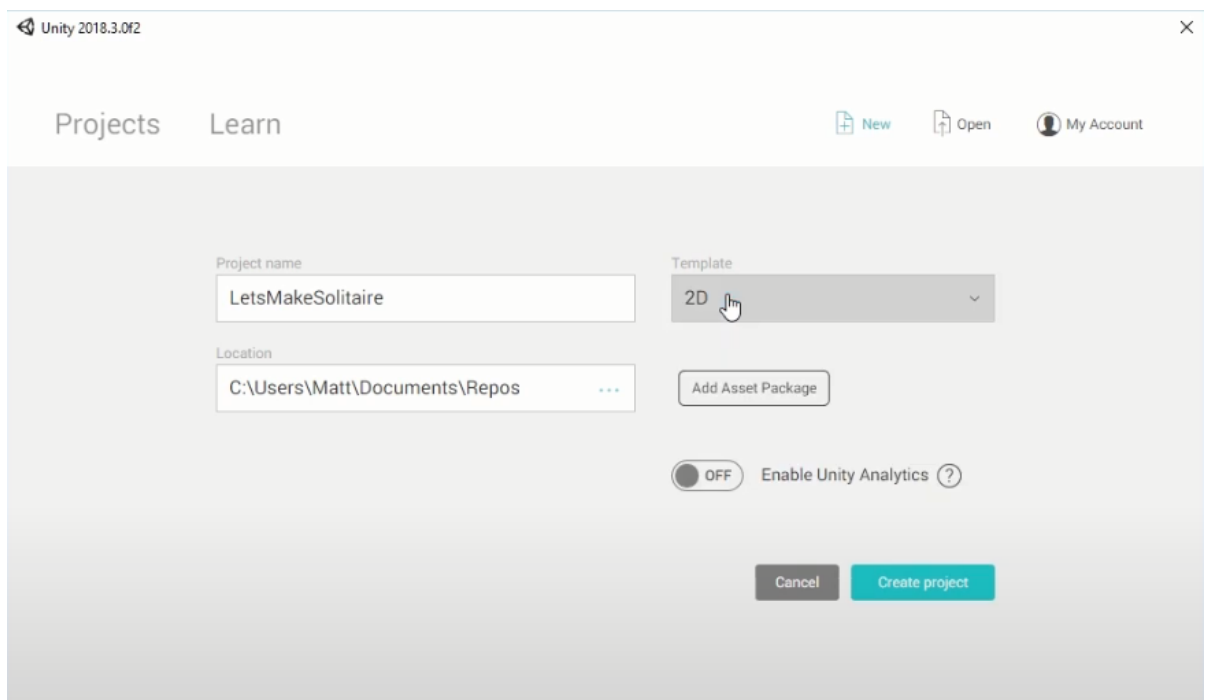 Unity 2018.3.0f2
Projects Learn New Open My Account
Project name
LetsMakeSolitaire
Template
2D
Location
C:\Users\Matt\Documents\Repos ...
Add Asset Package
OFF Enable Unity Analytics ?
Cancel Create project